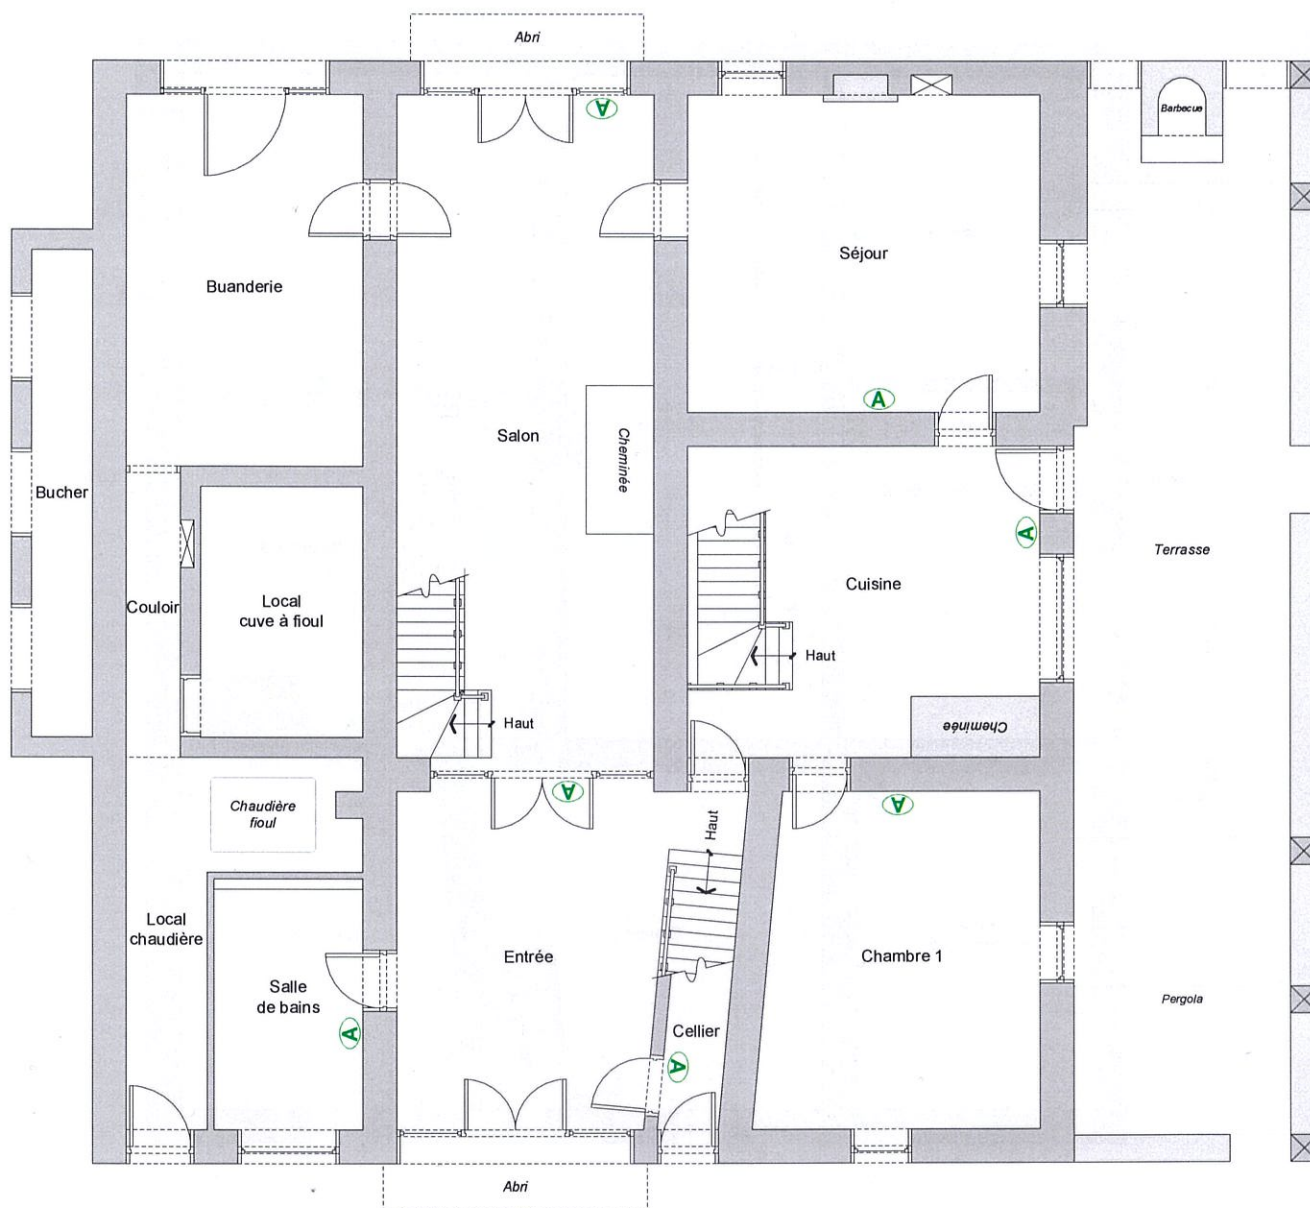 Abri
Barbecue
A
Séjour
Buanderie
A
Salon
Cheminée
Bucher
A
Terrasse
Cuisine
Couloir
Local
cuve à fioul
Haut
Haut
Cheminée
A
A
Chaudière
fioul
Haut
Local
chaudière
Entrée
Chambre 1
Salle
de bains
Pergola
Cellier
A
A
Abri